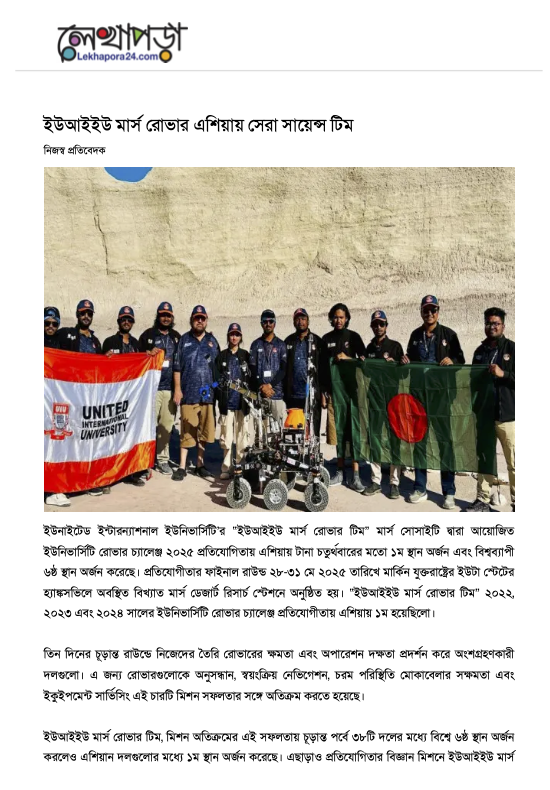 লেখাপড়া
Lekhapora24.com
ইউআইইউ মার্স রোভার এশিয়ায় সেরা সায়েন্স টিম
নিজস্ব প্রতিবেদক
UNITED
INTERNATIONAL
UNIVERSITY
UIU
ইউনাইটেড ইন্টারন্যাশনাল ইউনিভার্সিটি'র "ইউআইইউ মার্স রোভার টিম” মার্স সোসাইটি দ্বারা আয়োজিত
ইউনিভার্সিটি রোভার চ্যালেঞ্জ ২০২৫ প্রতিযোগিতায় এশিয়ায় টানা চতুর্থবারের মতো ১ম স্থান অর্জন এবং বিশ্বব্যাপী
৬ষ্ঠ স্থান অর্জন করেছে। প্রতিযোগীতার ফাইনাল রাউন্ড ২৮-৩১ মে ২০২৫ তারিখে মার্কিন যুক্তরাষ্ট্রের ইউটা স্টেটের
হ্যাঙ্কসভিলে অবস্থিত বিখ্যাত মার্স ডেজার্ট রিসার্চ স্টেশনে অনুষ্ঠিত হয়। "ইউআইইউ মার্স রোভার টিম" ২০২২,
২০২৩ এবং ২০২৪ সালের ইউনিভার্সিটি রোভার চ্যালেঞ্জ প্রতিযোগীতায় এশিয়ায় ১ম হয়েছিলো।
তিন দিনের চূড়ান্ত রাউন্ডে নিজেদের তৈরি রোভারের ক্ষমতা এবং অপারেশন দক্ষতা প্রদর্শন করে অংশগ্রহণকারী
দলগুলো। এ জন্য রোভারগুলোকে অনুসন্ধান, স্বয়ংক্রিয় নেভিগেশন, চরম পরিস্থিতি মোকাবেলার সক্ষমতা এবং
ইকুইপমেন্ট সার্ভিসিং এই চারটি মিশন সফলতার সঙ্গে অতিক্রম করতে হয়েছে।
ইউআইইউ মার্স রোভার টিম, মিশন অতিক্রমের এই সফলতায় চূড়ান্ত পর্বে ৩৮টি দলের মধ্যে বিশ্বে ৬ষ্ঠ স্থান অর্জন
করলেও এশিয়ান দলগুলোর মধ্যে ১ম স্থান অর্জন করেছে। এছাড়াও প্রতিযোগিতার বিজ্ঞান মিশনে ইউআইইউ মার্স